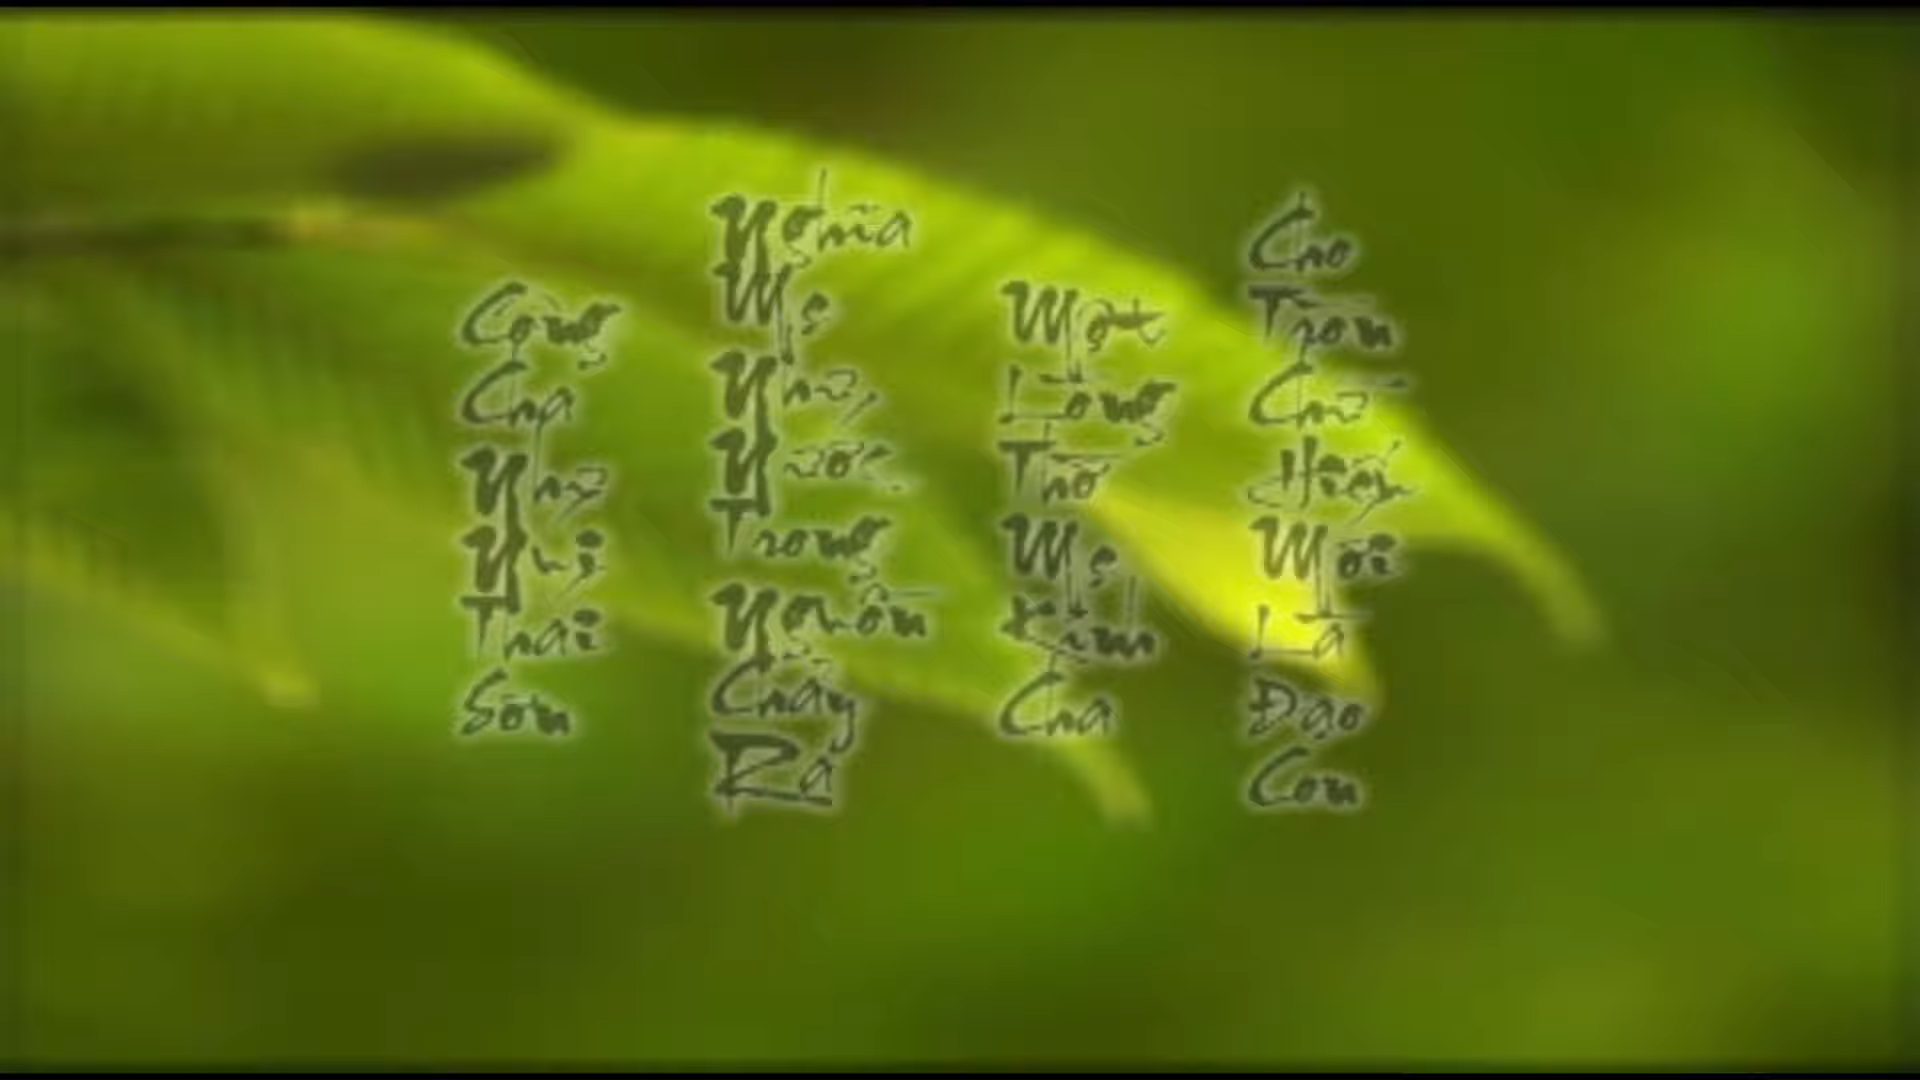 Công Cha Như Núi Thái Sơn
Nghĩa Mẹ Như Nước Trong Nguồn Chảy Ra
Một Lòng Thờ Mẹ Kính Cha
Cho Tròn Chữ Hiếu Mới Là Đạo Con